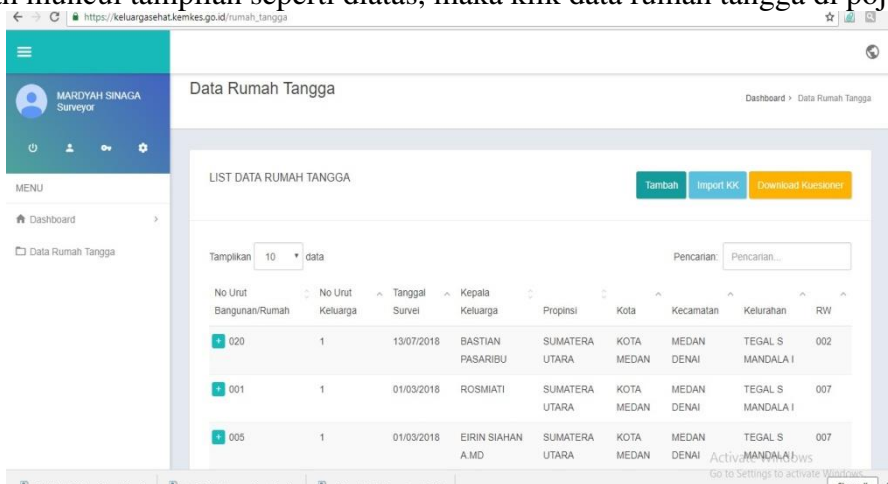 muncul tampilan seperti diatas, maka klik data rumah tangga di
https://keluargasehat.kemkes.go.id/rumah_tangga
MARDYAH SINAGA
Surveyor
MENU
Dashboard
Data Rumah Tangga
Data Rumah Tangga
Dashboard > Data Rumah Tangga
LIST DATA RUMAH TANGGA
Tambah Import KK Download Kuesioner
Tampilkan 10 data
Pencarian: Pencarian...
No Urut No Urut Tanggal Kepala
Bangunan/Rumah Keluarga Survei Keluarga Propinsi Kota Kecamatan Kelurahan RW
+ 020 1 13/07/2018 BASTIAN SUMATERA KOTA MEDAN TEGAL S 002
PASARIBU UTARA MEDAN DENAI MANDALA I
+ 001 1 01/03/2018 ROSMIATI SUMATERA KOTA MEDAN TEGAL S 007
UTARA MEDAN DENAI MANDALA I
+ 005 1 01/03/2018 EIRIN SIAHAN SUMATERA KOTA MEDAN TEGAL S 007
A.MD UTARA MEDAN DENAI MANDALA I
Activate Windows
Go to Settings to activate Windows.